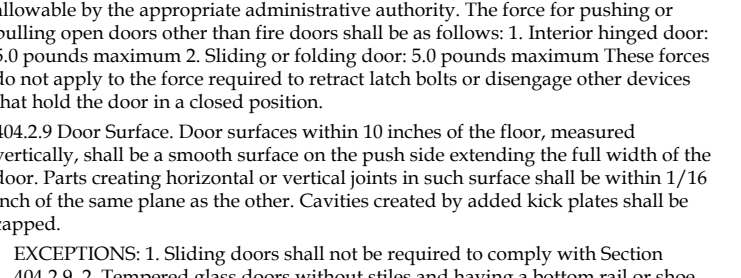 allowable by the appropriate administrative authority. The force for pushing or
pulling open doors other than fire doors shall be as follows: 1. Interior hinged door:
5.0 pounds maximum 2. Sliding or folding door: 5.0 pounds maximum These forces
do not apply to the force required to retract latch bolts or disengage other devices
that hold the door in a closed position.
404.2.9 Door Surface. Door surfaces within 10 inches of the floor, measured
vertically, shall be a smooth surface on the push side extending the full width of the
door. Parts creating horizontal or vertical joints in such surface shall be within 1/16
inch of the same plane as the other. Cavities created by added kick plates shall be
capped.
EXCEPTIONS: 1. Sliding doors shall not be required to comply with Section
404.2.9. 2. Tempered glass doors without stiles and having a bottom rail or shoe